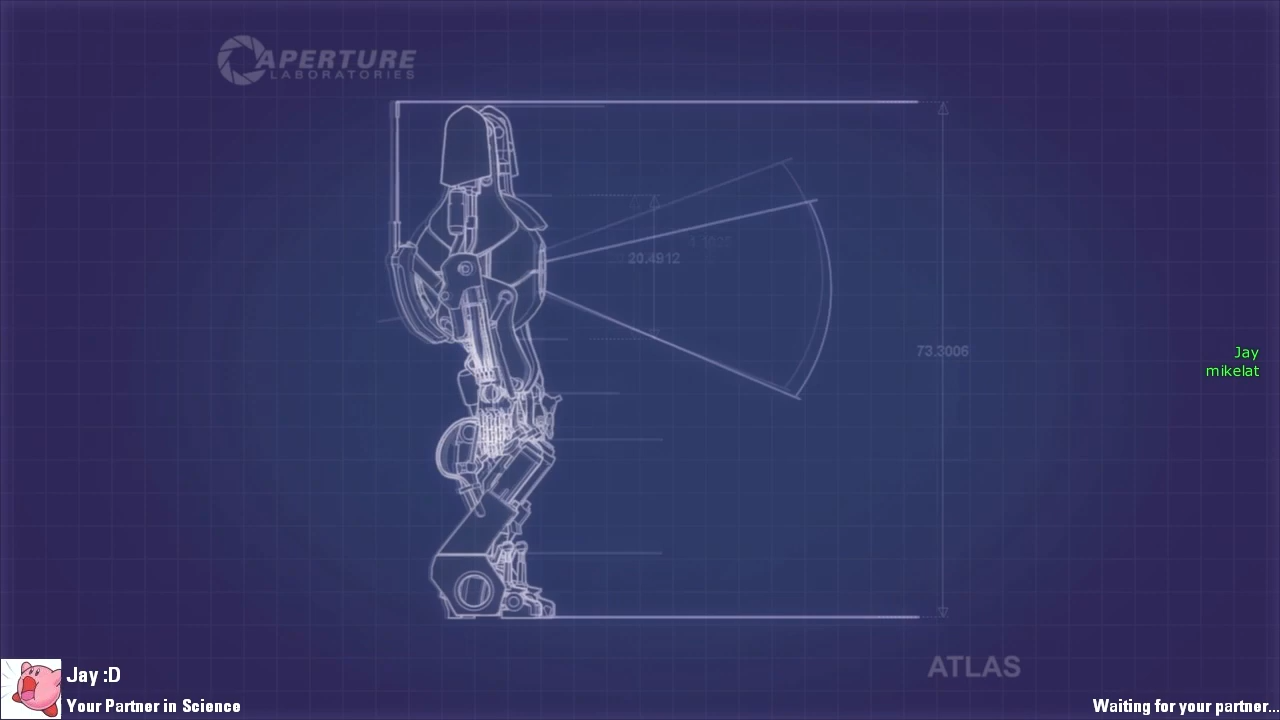 APERTURE
LABORATORIES
20.4912
73.3006
Jay
mikelat
ATLAS
Jay :D
Your Partner in Science
Waiting for your partner...